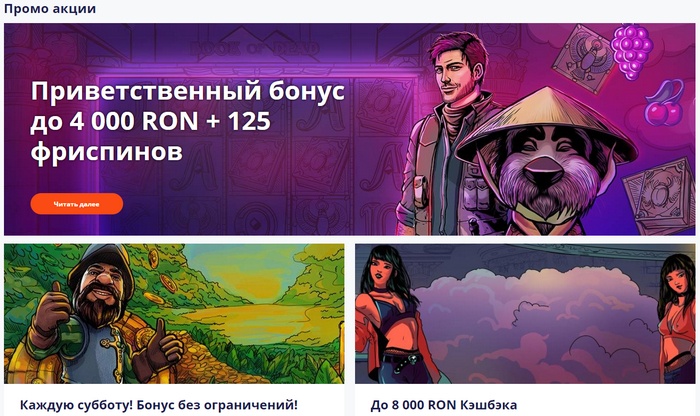 Промо акции
Приветственный бонус
до 4 000 RON + 125
фриспинов
Читать далее
Каждую субботу! Бонус без ограничений!
До 8 000 RON Кэшбэка